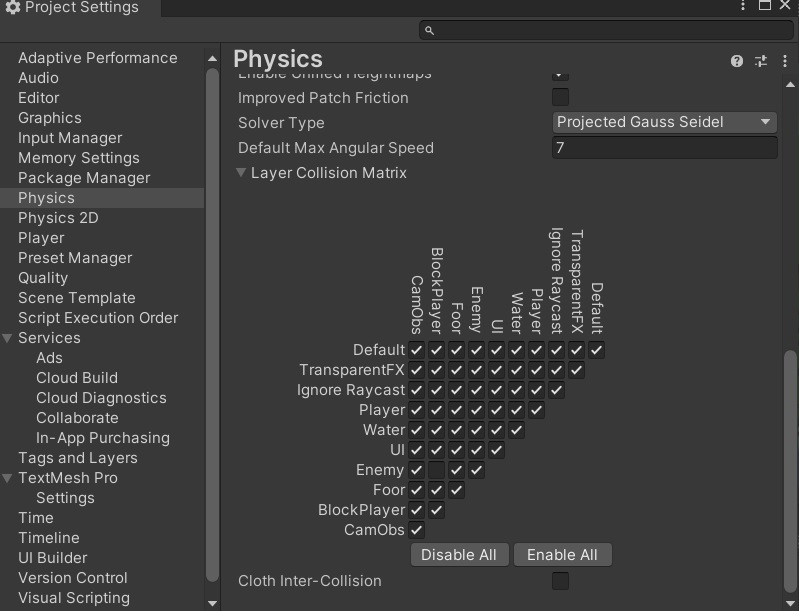 Project Settings
Adaptive Performance
Audio
Editor
Graphics
Input Manager
Memory Settings
Package Manager
Physics
Physics 2D
Player
Preset Manager
Quality
Scene Template
Script Execution Order
Services
Ads
Cloud Build
Cloud Diagnostics
Collaborate
In-App Purchasing
Tags and Layers
TextMesh Pro
Settings
Time
Timeline
UI Builder
Version Control
Visual Scripting
Physics
Enable Unified Heightmaps
Improved Patch Friction
Solver Type Projected Gauss Seidel
Default Max Angular Speed 7
Layer Collision Matrix
CamObs
BlockPlayer
Foor
Enemy
UI
Water
Player
Ignore Raycast
TransparentFX
Default
Default
TransparentFX
Ignore Raycast
Player
Water
UI
Enemy
Foor
BlockPlayer
CamObs
Disable All Enable All
Cloth Inter-Collision